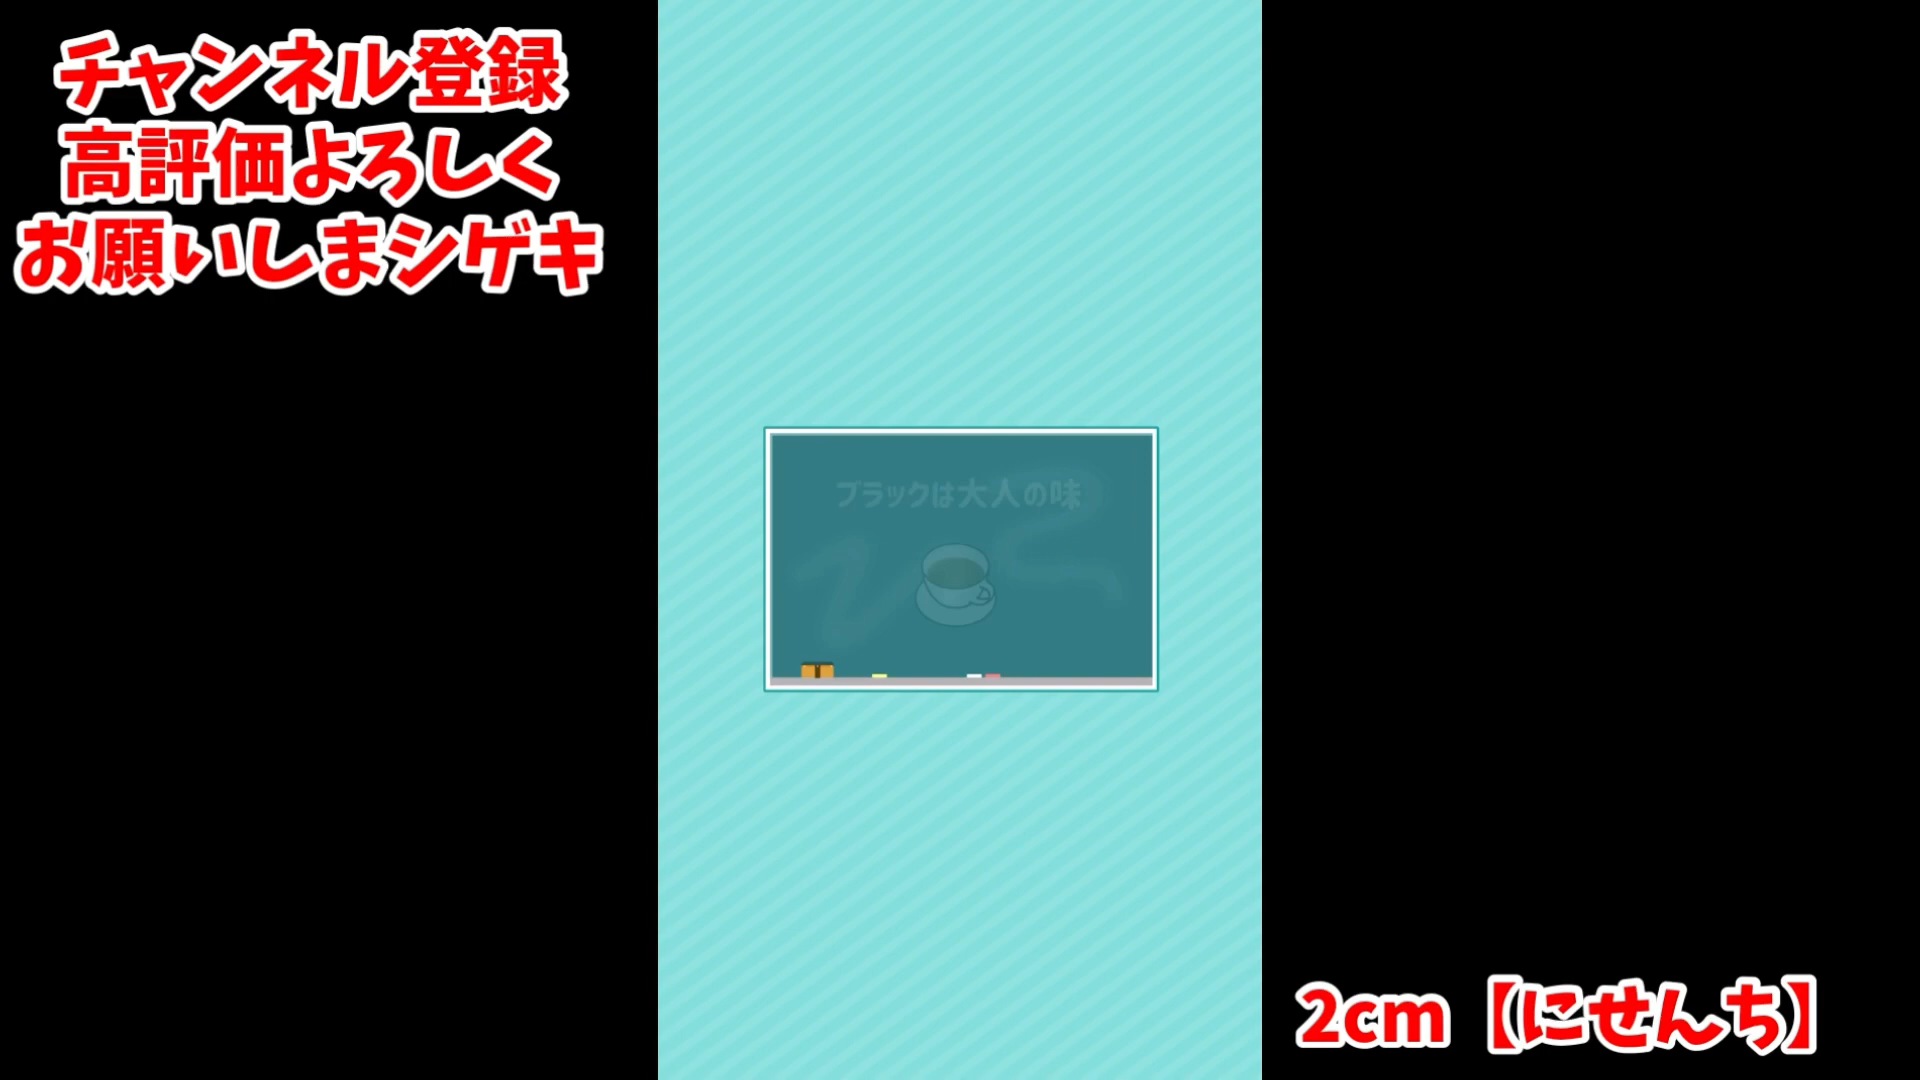 チャンネル登録
高評価よろしく
お願いしまシゲキ
ブラックは大人の味
2cm【にせんち】